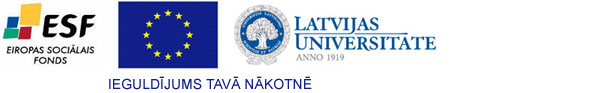 ESF
EIROPAS SOCIĀLAIS
FONDS
LATVIJAS
UNIVERSITĀTE
ANNO 1919
IEGULDĪJUMS TAVĀ NĀKOTNĒ